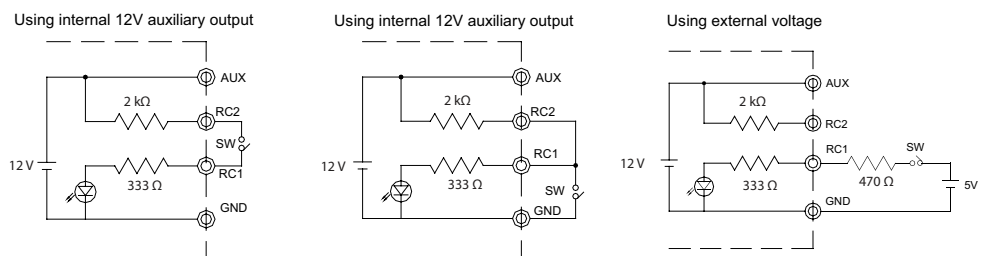 Using internal 12V auxiliary output
AUX
2 kΩ
RC2
SW
12 V
RC1
333 Ω
GND
Using internal 12V auxiliary output
AUX
2 kΩ
RC2
12 V
RC1
333 Ω
SW
GND
Using external voltage
AUX
2 kΩ
RC2
RC1
SW
12 V
333 Ω
470 Ω
5V
GND